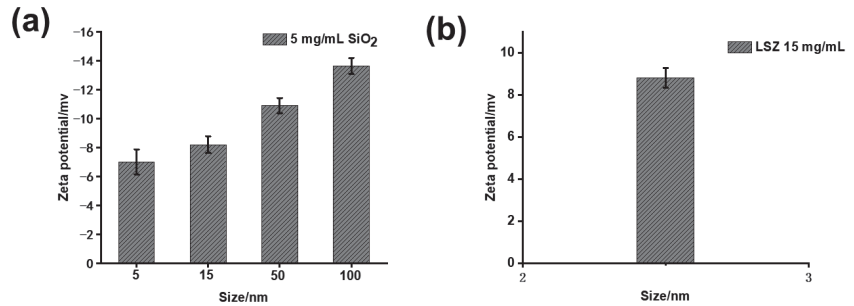 (a)
5 mg/mL SiO₂
Zeta potential/mv
−16
−14
−12
−10
−8
−6
−4
−2
0
5 15 50 100
Size/nm
(b)
LSZ 15 mg/mL
Zeta potential/mv
10
8
6
4
2
0
2 3
Size/nm